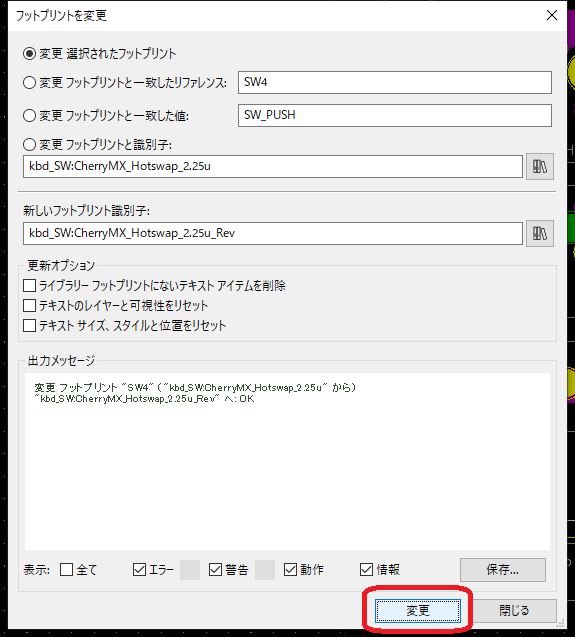 フットプリントを変更
変更 選択されたフットプリント
変更 フットプリントと一致したリファレンス: SW4
変更 フットプリントと一致した値: SW_PUSH
変更 フットプリントと識別子:
kbd_SW:CherryMX_Hotswap_2.25u
新しいフットプリント識別子:
kbd_SW:CherryMX_Hotswap_2.25u_Rev
更新オプション
ライブラリー フットプリントにないテキスト アイテムを削除
テキストのレイヤーと可視性をリセット
テキスト サイズ、スタイルと位置をリセット
出力メッセージ
変更 フットプリント "SW4" ("kbd_SW:CherryMX_Hotswap_2.25u" から)
"kbd_SW:CherryMX_Hotswap_2.25u_Rev" へ: OK
表示: 全て エラー 警告 動作 情報 保存...
変更 閉じる